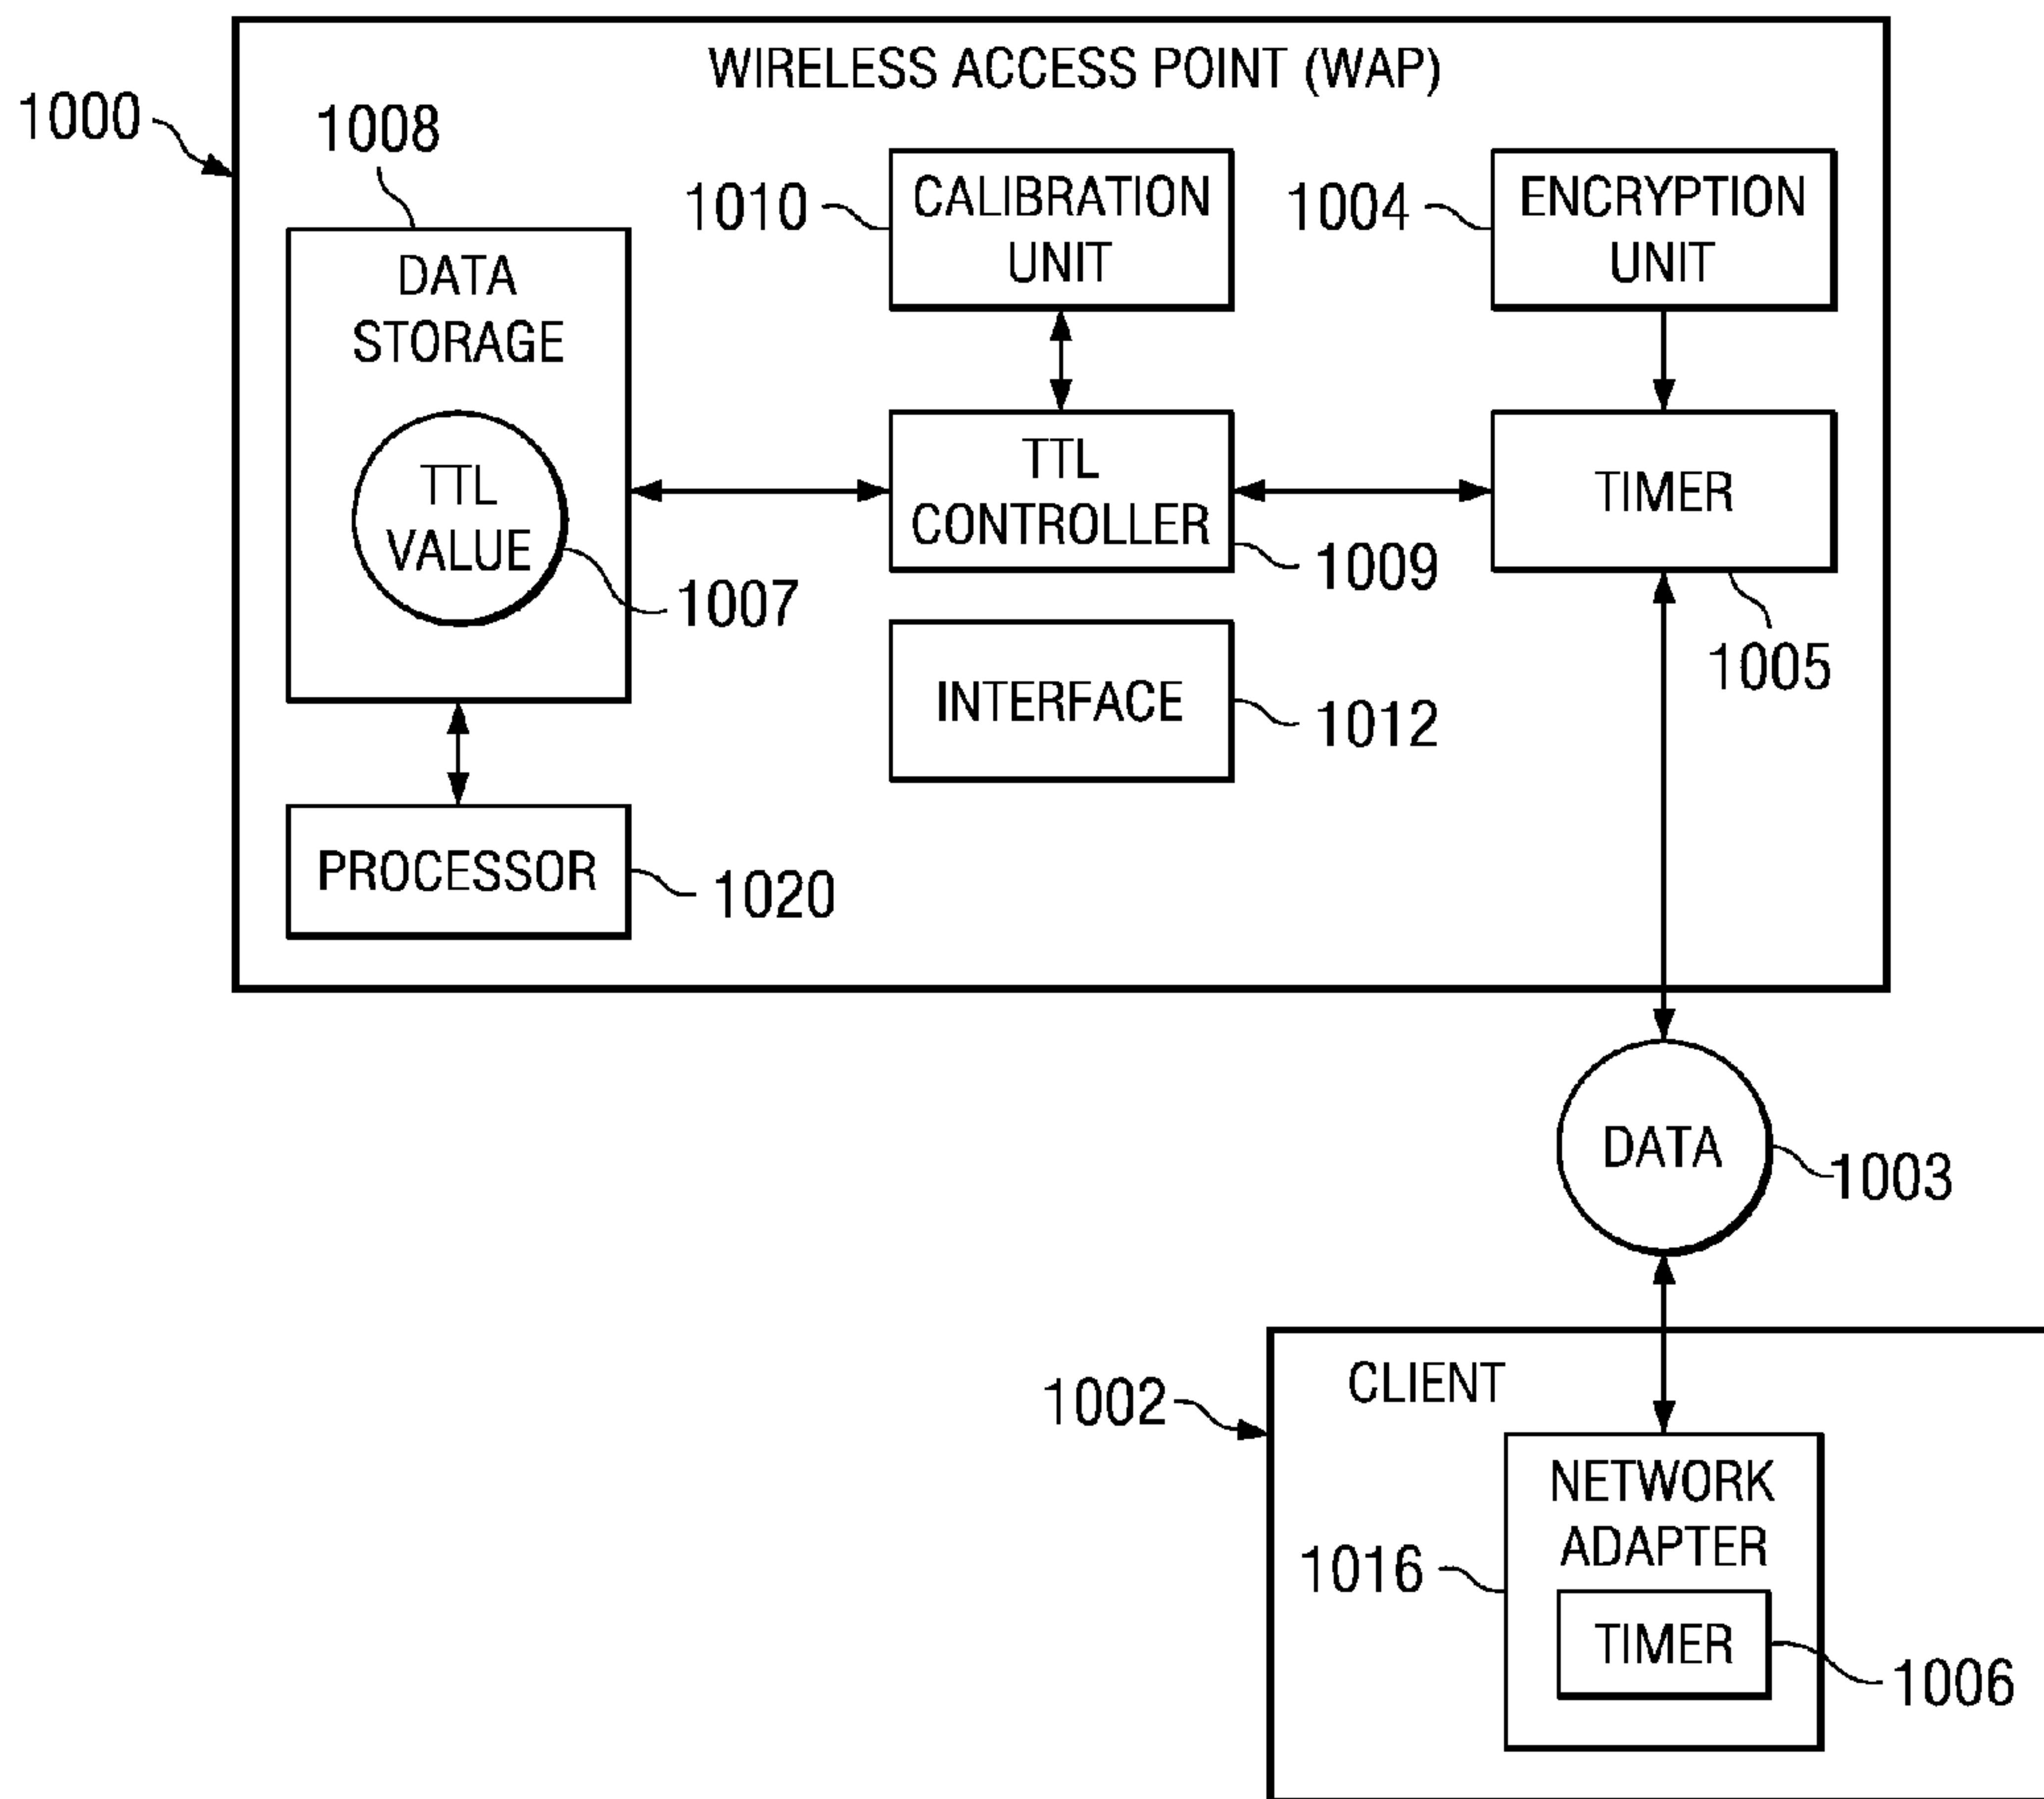 WIRELESS ACCESS POINT (WAP)
1000
1008
1010
CALIBRATION
UNIT
1004
ENCRYPTION
UNIT
DATA
STORAGE
TTL
VALUE
1007
TTL
CONTROLLER
1009
TIMER
1005
INTERFACE
1012
PROCESSOR
1020
DATA
1003
1002
CLIENT
NETWORK
ADAPTER
1016
TIMER
1006